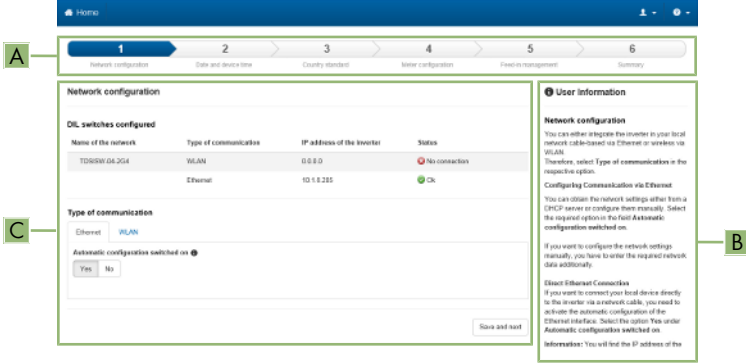 Home
A
1 2 3 4 5 6
Network configuration Date and device time Country standard Meter configuration Feed-in management Summary
C
Network configuration
DIL switches configured
Name of the network Type of communication IP address of the inverter Status
WLAN 0.0.0.0 No connection
Ethernet 10.1.6.205 Ok
Type of communication
Ethernet WLAN
Automatic configuration switched on
Yes No
Save and next
B
User Information
Network configuration
You can either integrate the inverter in your local
network cable-based via Ethernet or wireless via
WLAN.
Therefore, select Type of communication in the
respective option.
Configuring Communication via Ethernet
You can obtain the network settings either from a
DHCP server or configure them manually. Select
the required option in the field Automatic
configuration switched on.
If you want to configure the network settings
manually, you have to enter the required network
data additionally.
Direct Ethernet Connection
If you want to connect your local device directly
to the inverter via a network cable, you need to
activate the automatic configuration of the
Ethernet interface. Select the option Yes under
Automatic configuration switched on.
Information: You will find the IP address of the